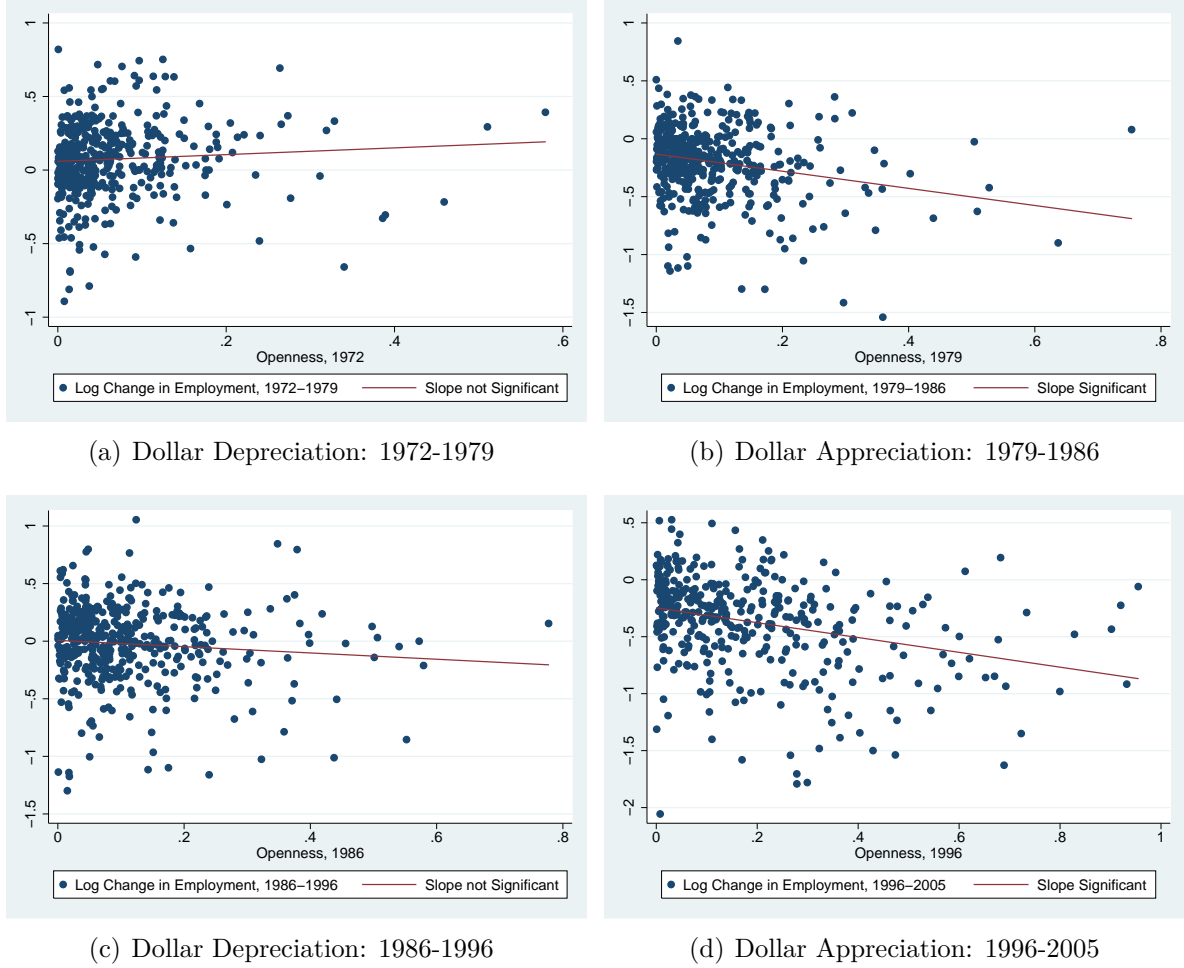 1
.5
0
−.5
−1
0
.2
.4
.6
Openness, 1972
Log Change in Employment, 1972−1979
Slope not Significant
(a) Dollar Depreciation: 1972-1979
1
.5
0
−.5
−1
−1.5
0
.2
.4
.6
.8
Openness, 1979
Log Change in Employment, 1979−1986
Slope Significant
(b) Dollar Appreciation: 1979-1986
1
.5
0
−.5
−1
−1.5
0
.2
.4
.6
.8
Openness, 1986
Log Change in Employment, 1986−1996
Slope not Significant
(c) Dollar Depreciation: 1986-1996
.5
0
−.5
−1
−1.5
−2
0
.2
.4
.6
.8
1
Openness, 1996
Log Change in Employment, 1996−2005
Slope Significant
(d) Dollar Appreciation: 1996-2005